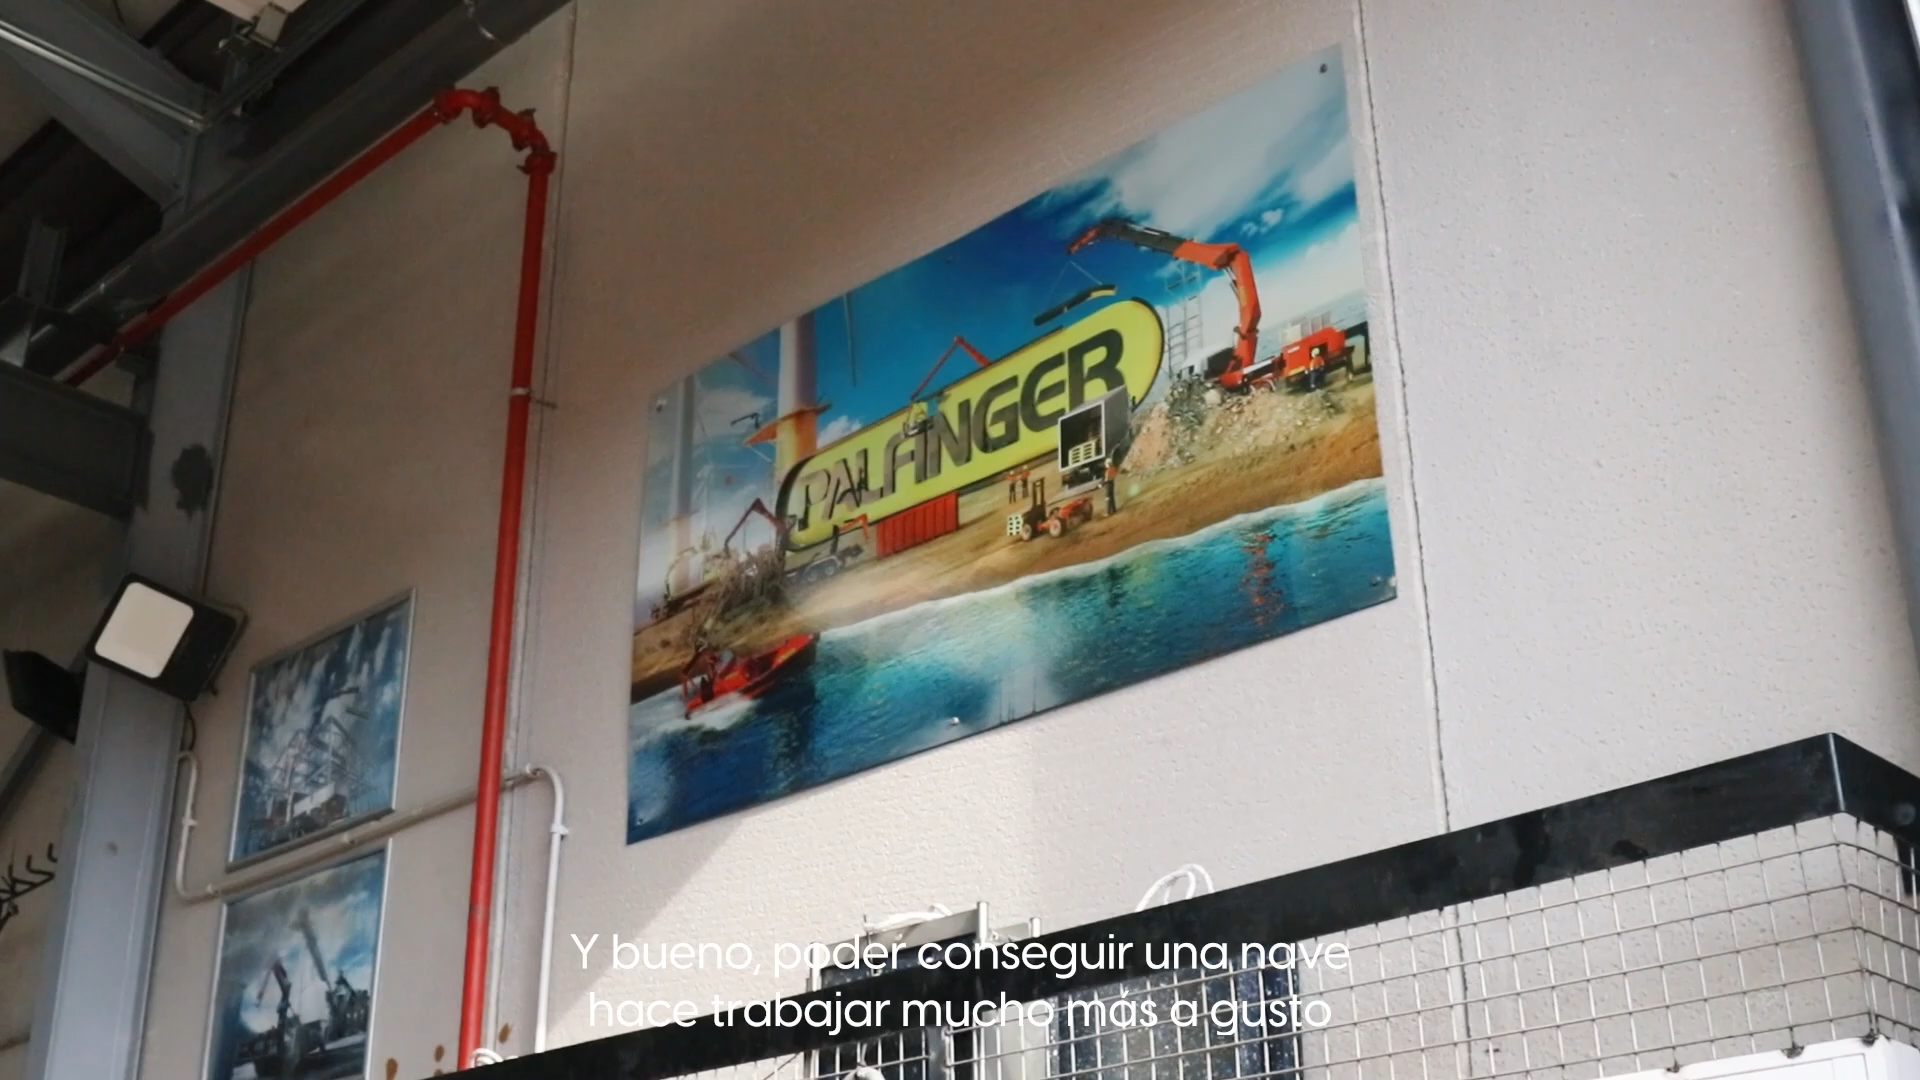 PALFINGER
Y bueno, poder conseguir una nave
hace trabajar mucho más a gusto